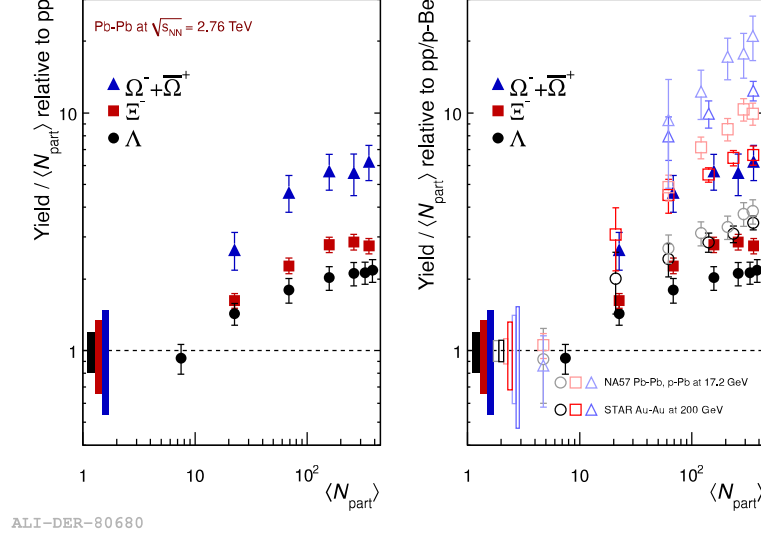 Pb-Pb at √sNN = 2.76 TeV
Yield / ⟨Npart⟩ relative to pp
Ω⁻ + Ω̅⁺
Ξ⁻
Λ
10
1
1
10
10²
⟨Npart⟩
Yield / ⟨Npart⟩ relative to pp/p-Be
Ω⁻ + Ω̅⁺
Ξ⁻
Λ
10
1
NA57 Pb-Pb, p-Pb at 17.2 GeV
STAR Au-Au at 200 GeV
1
10
10²
⟨Npart⟩
ALI-DER-80680